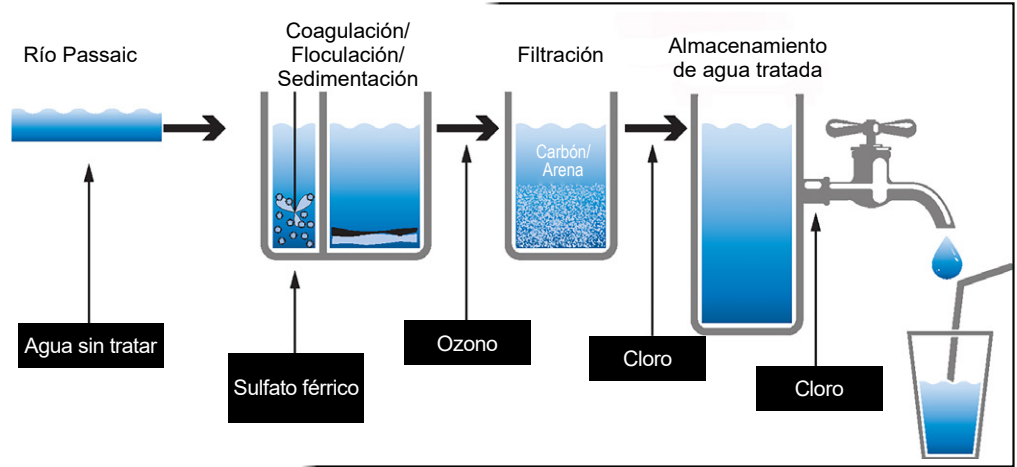 Río Passaic
Coagulación/
Floculación/
Sedimentación
Filtración
Almacenamiento
de agua tratada
Carbón/
Arena
Agua sin tratar
Sulfato férrico
Ozono
Cloro
Cloro